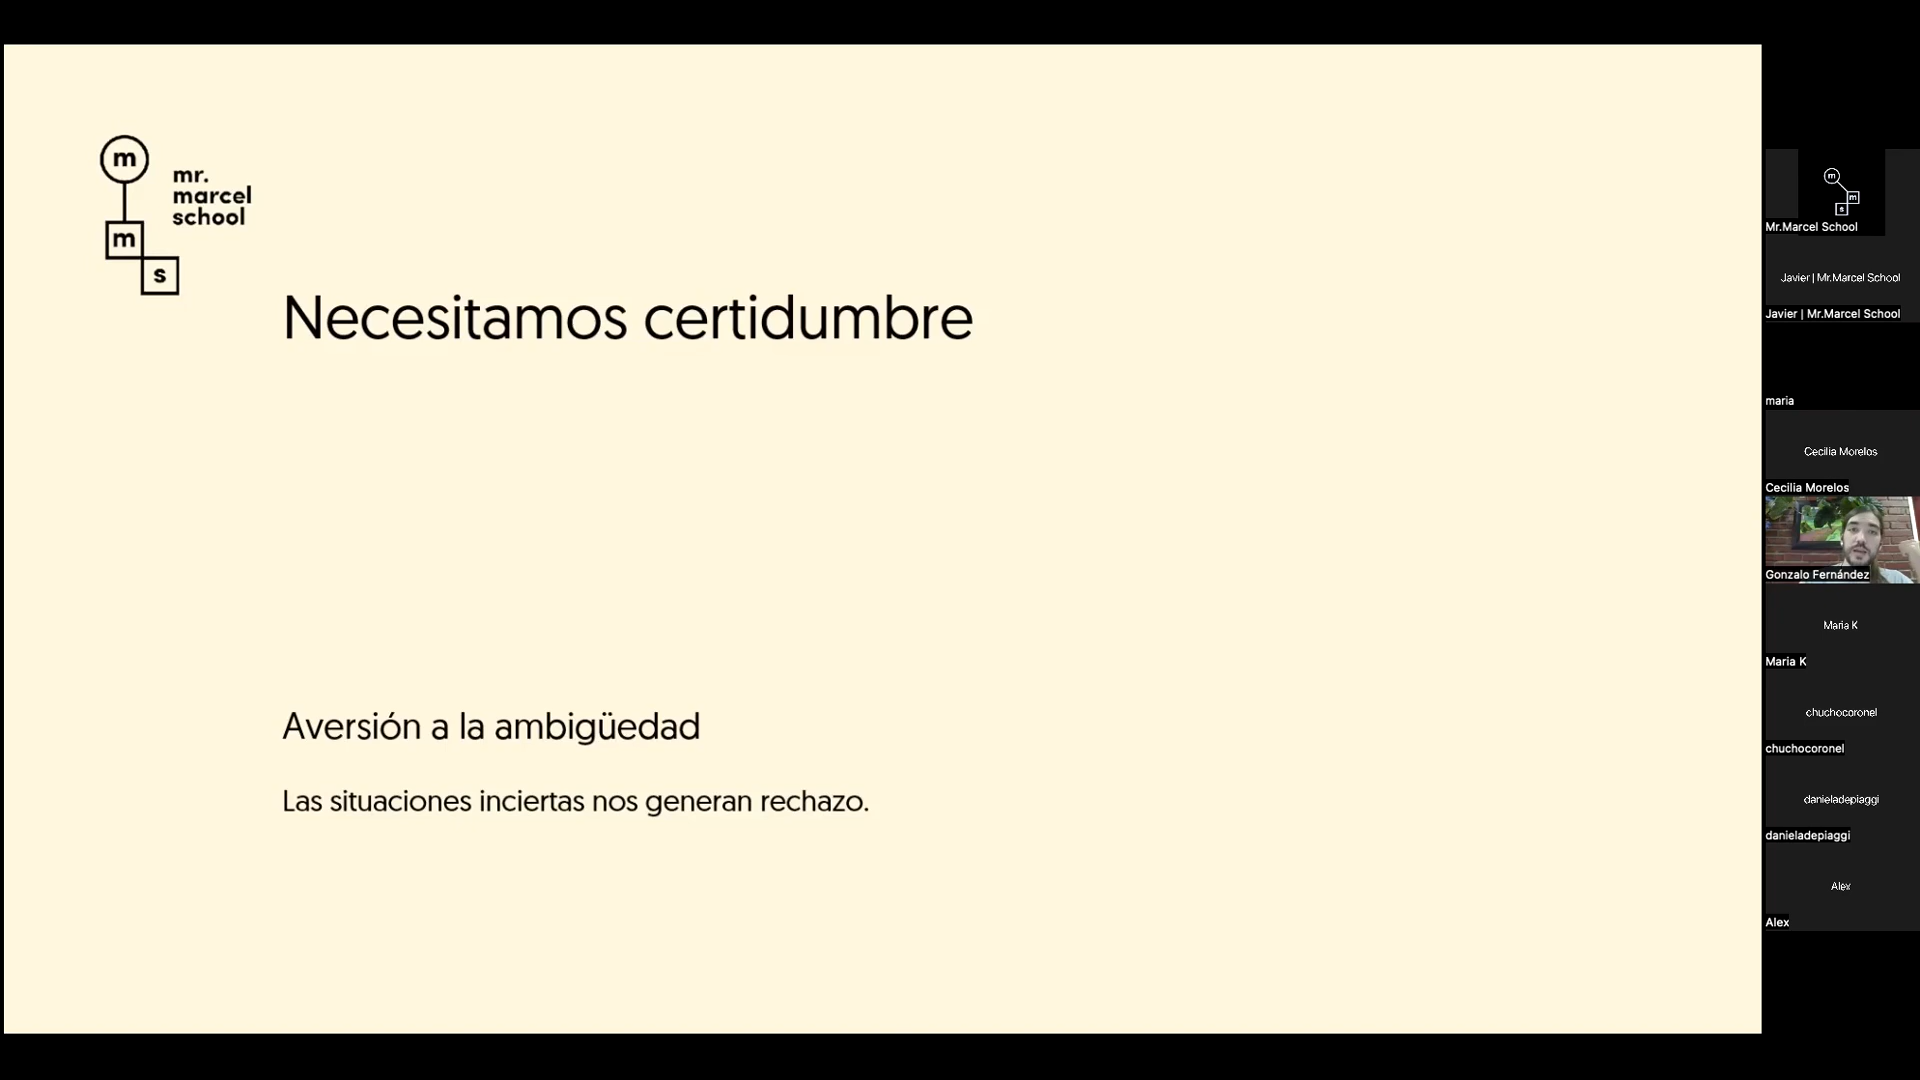 m
mr.
marcel
school
m
s
Necesitamos certidumbre
Aversión a la ambigüedad
Las situaciones inciertas nos generan rechazo.
m
m
s
Mr.Marcel School
Javier | Mr.Marcel School
Javier | Mr.Marcel School
maria
Cecilia Morelos
Cecilia Morelos
Gonzalo Fernández
Maria K
Maria K
chuchocoronel
chuchocoronel
danieladepiaggi
danieladepiaggi
Alex
Alex